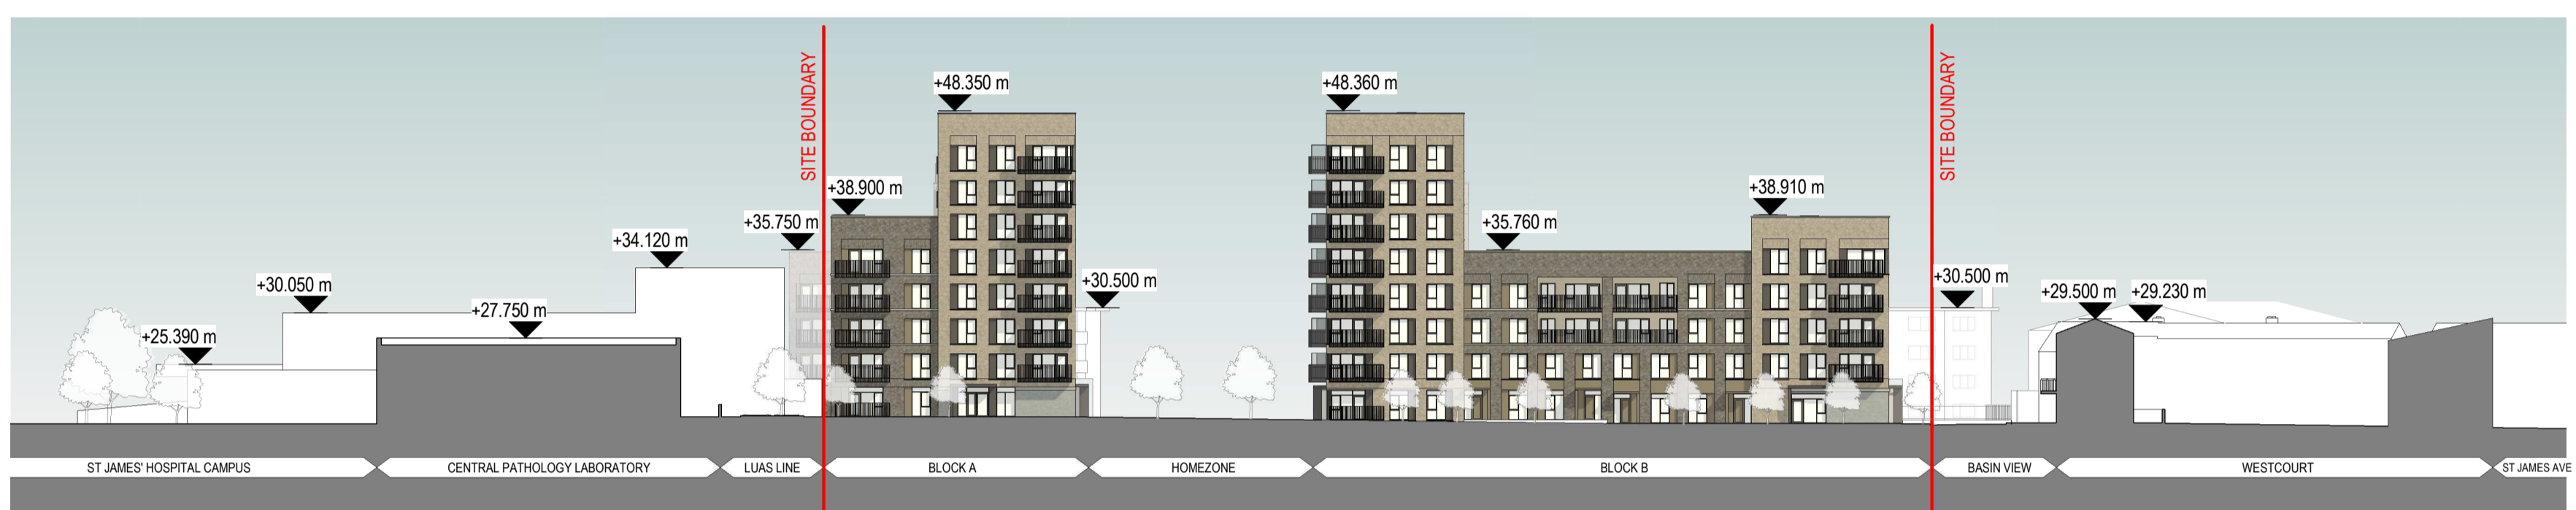 SITE BOUNDARY
SITE BOUNDARY
+48.350 m
+48.360 m
+38.900 m
+38.910 m
+35.750 m
+35.760 m
+34.120 m
+30.050 m
+30.500 m
+30.500 m
+27.750 m
+29.500 m
+29.230 m
+25.390 m
ST JAMES' HOSPITAL CAMPUS
CENTRAL PATHOLOGY LABORATORY
LUAS LINE
BLOCK A
HOMEZONE
BLOCK B
BASIN VIEW
WESTCOURT
ST JAMES AVE